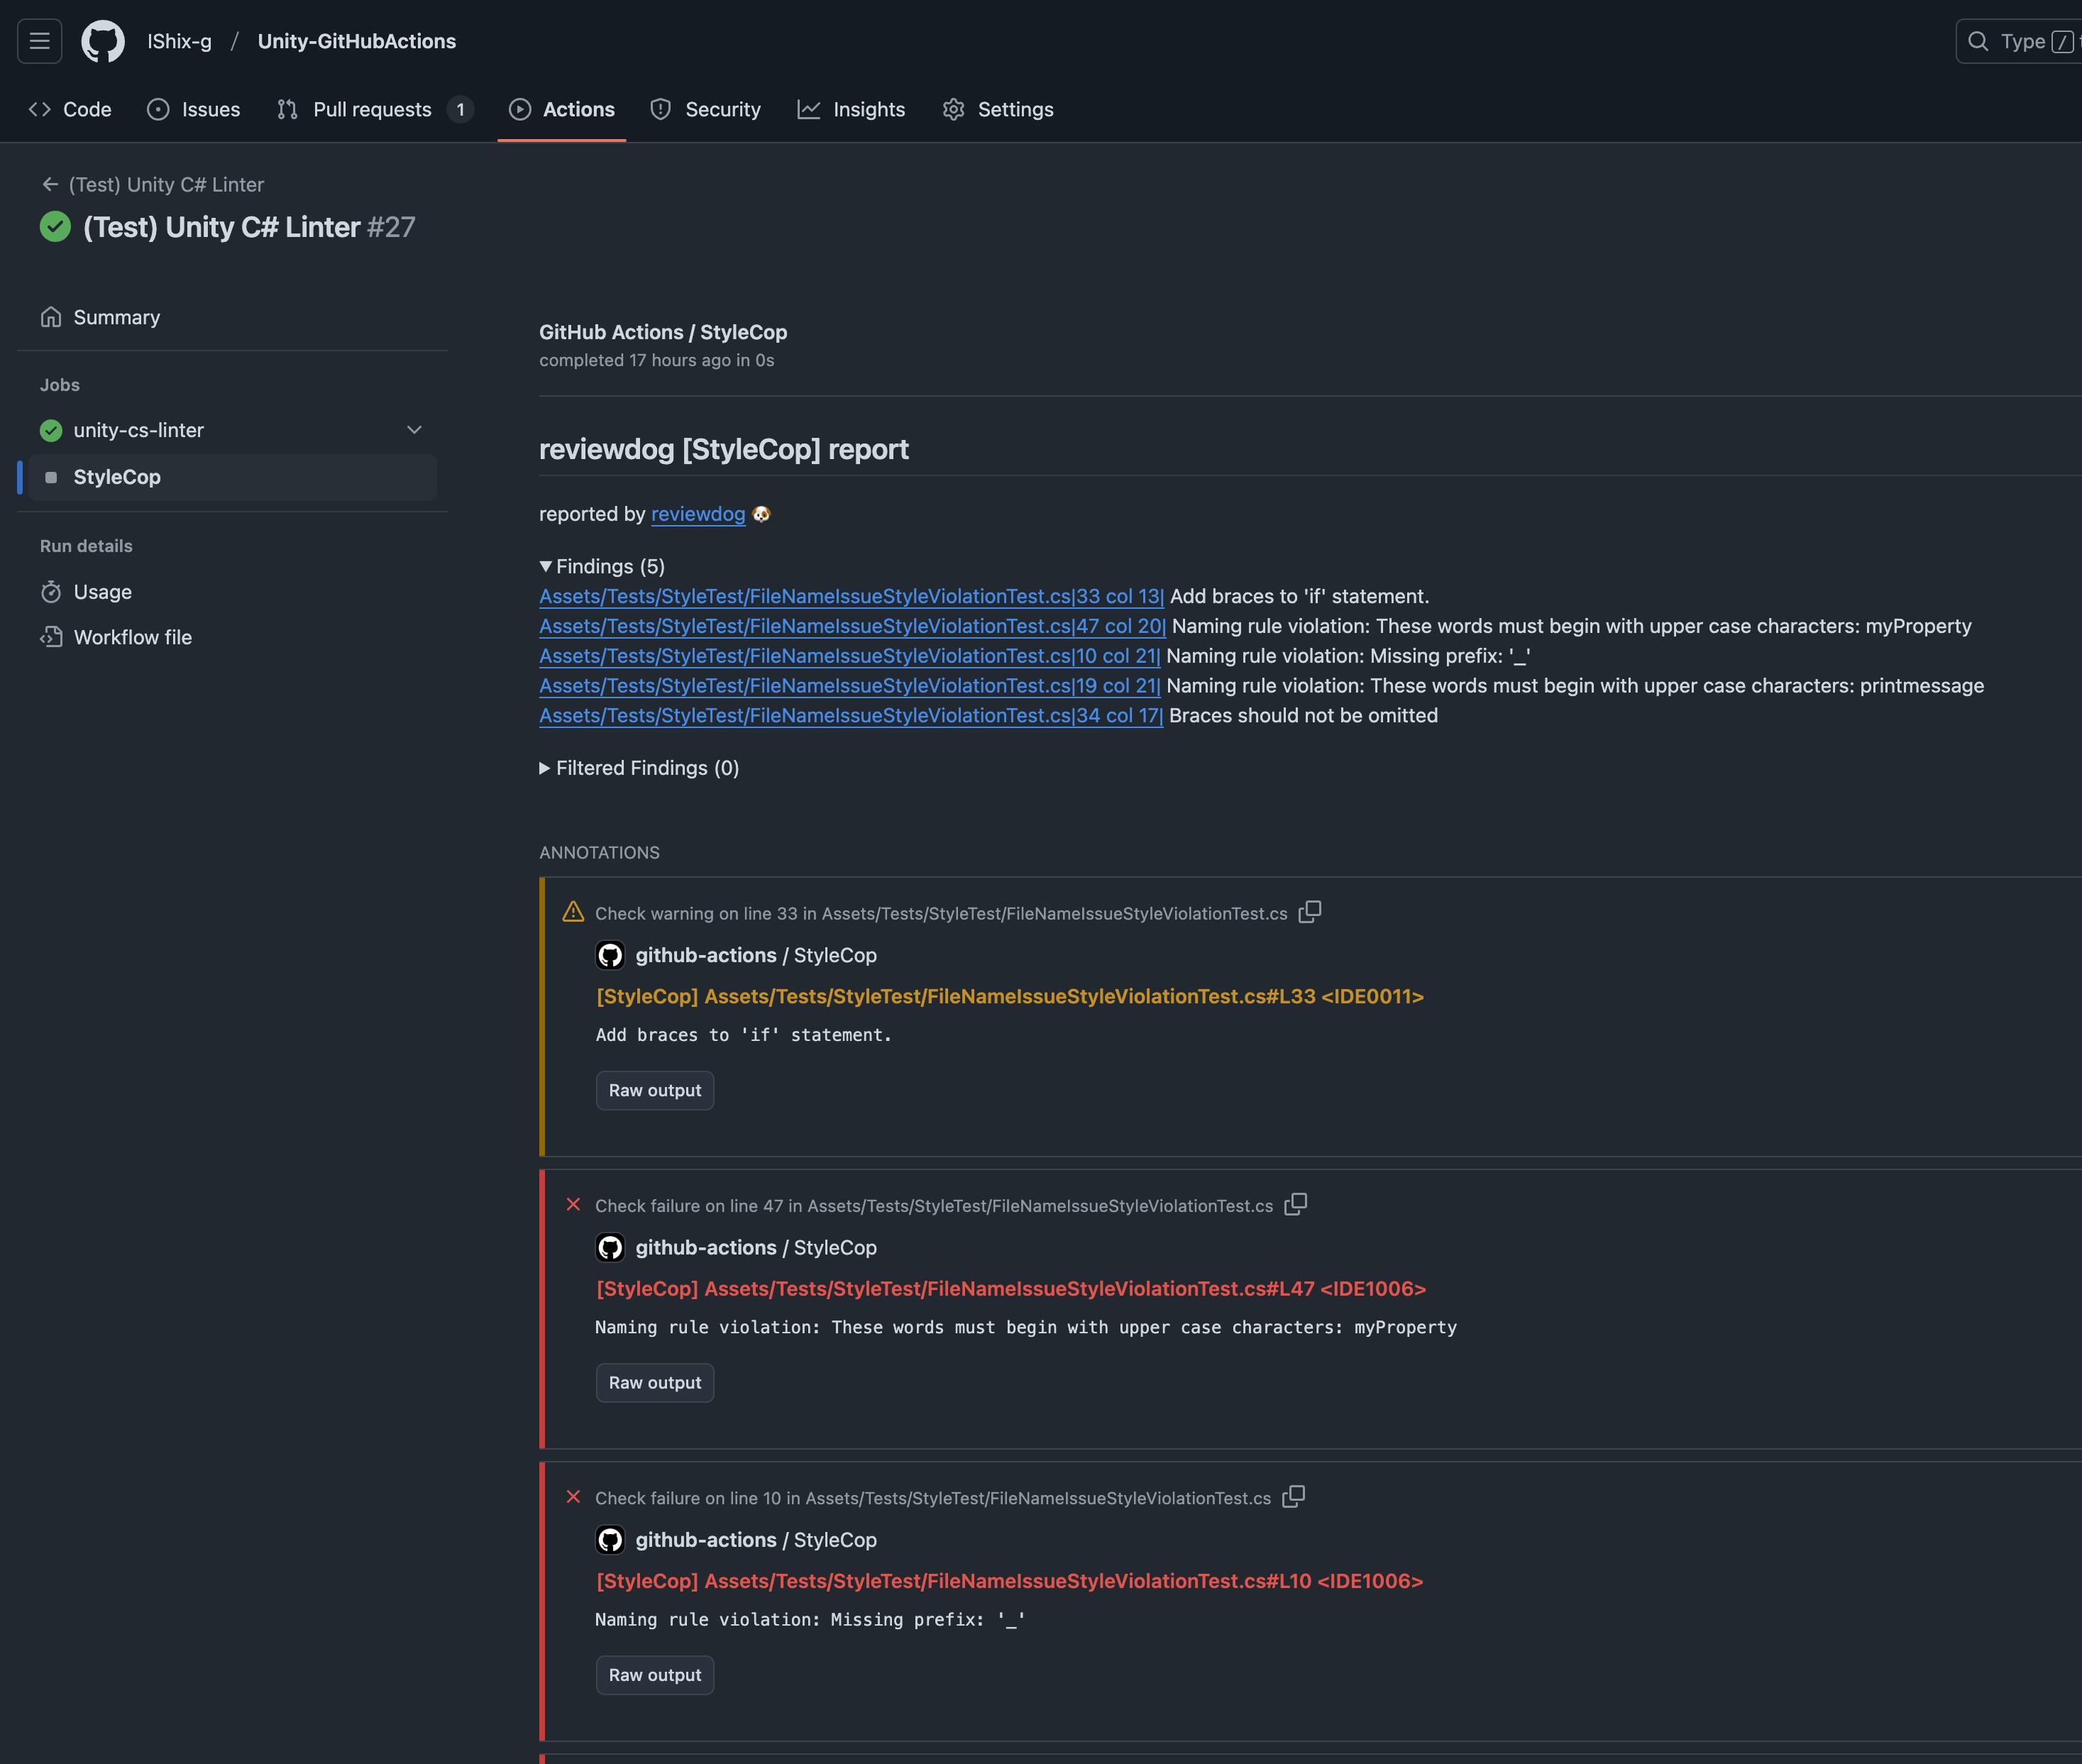 IShix-g / Unity-GitHubActions
Type / t
Code
Issues
Pull requests 1
Actions
Security
Insights
Settings
(Test) Unity C# Linter
(Test) Unity C# Linter #27
Summary
Jobs
unity-cs-linter
StyleCop
Run details
Usage
Workflow file
GitHub Actions / StyleCop
completed 17 hours ago in 0s
reviewdog [StyleCop] report
reported by reviewdog 🐶
▼ Findings (5)
Assets/Tests/StyleTest/FileNameIssueStyleViolationTest.cs|33 col 13| Add braces to 'if' statement.
Assets/Tests/StyleTest/FileNameIssueStyleViolationTest.cs|47 col 20| Naming rule violation: These words must begin with upper case characters: myProperty
Assets/Tests/StyleTest/FileNameIssueStyleViolationTest.cs|10 col 21| Naming rule violation: Missing prefix: '_'
Assets/Tests/StyleTest/FileNameIssueStyleViolationTest.cs|19 col 21| Naming rule violation: These words must begin with upper case characters: printmessage
Assets/Tests/StyleTest/FileNameIssueStyleViolationTest.cs|34 col 17| Braces should not be omitted
▶ Filtered Findings (0)
ANNOTATIONS
Check warning on line 33 in Assets/Tests/StyleTest/FileNameIssueStyleViolationTest.cs
github-actions / StyleCop
[StyleCop] Assets/Tests/StyleTest/FileNameIssueStyleViolationTest.cs#L33 <IDE0011>
Add braces to 'if' statement.
Raw output
Check failure on line 47 in Assets/Tests/StyleTest/FileNameIssueStyleViolationTest.cs
github-actions / StyleCop
[StyleCop] Assets/Tests/StyleTest/FileNameIssueStyleViolationTest.cs#L47 <IDE1006>
Naming rule violation: These words must begin with upper case characters: myProperty
Raw output
Check failure on line 10 in Assets/Tests/StyleTest/FileNameIssueStyleViolationTest.cs
github-actions / StyleCop
[StyleCop] Assets/Tests/StyleTest/FileNameIssueStyleViolationTest.cs#L10 <IDE1006>
Naming rule violation: Missing prefix: '_'
Raw output